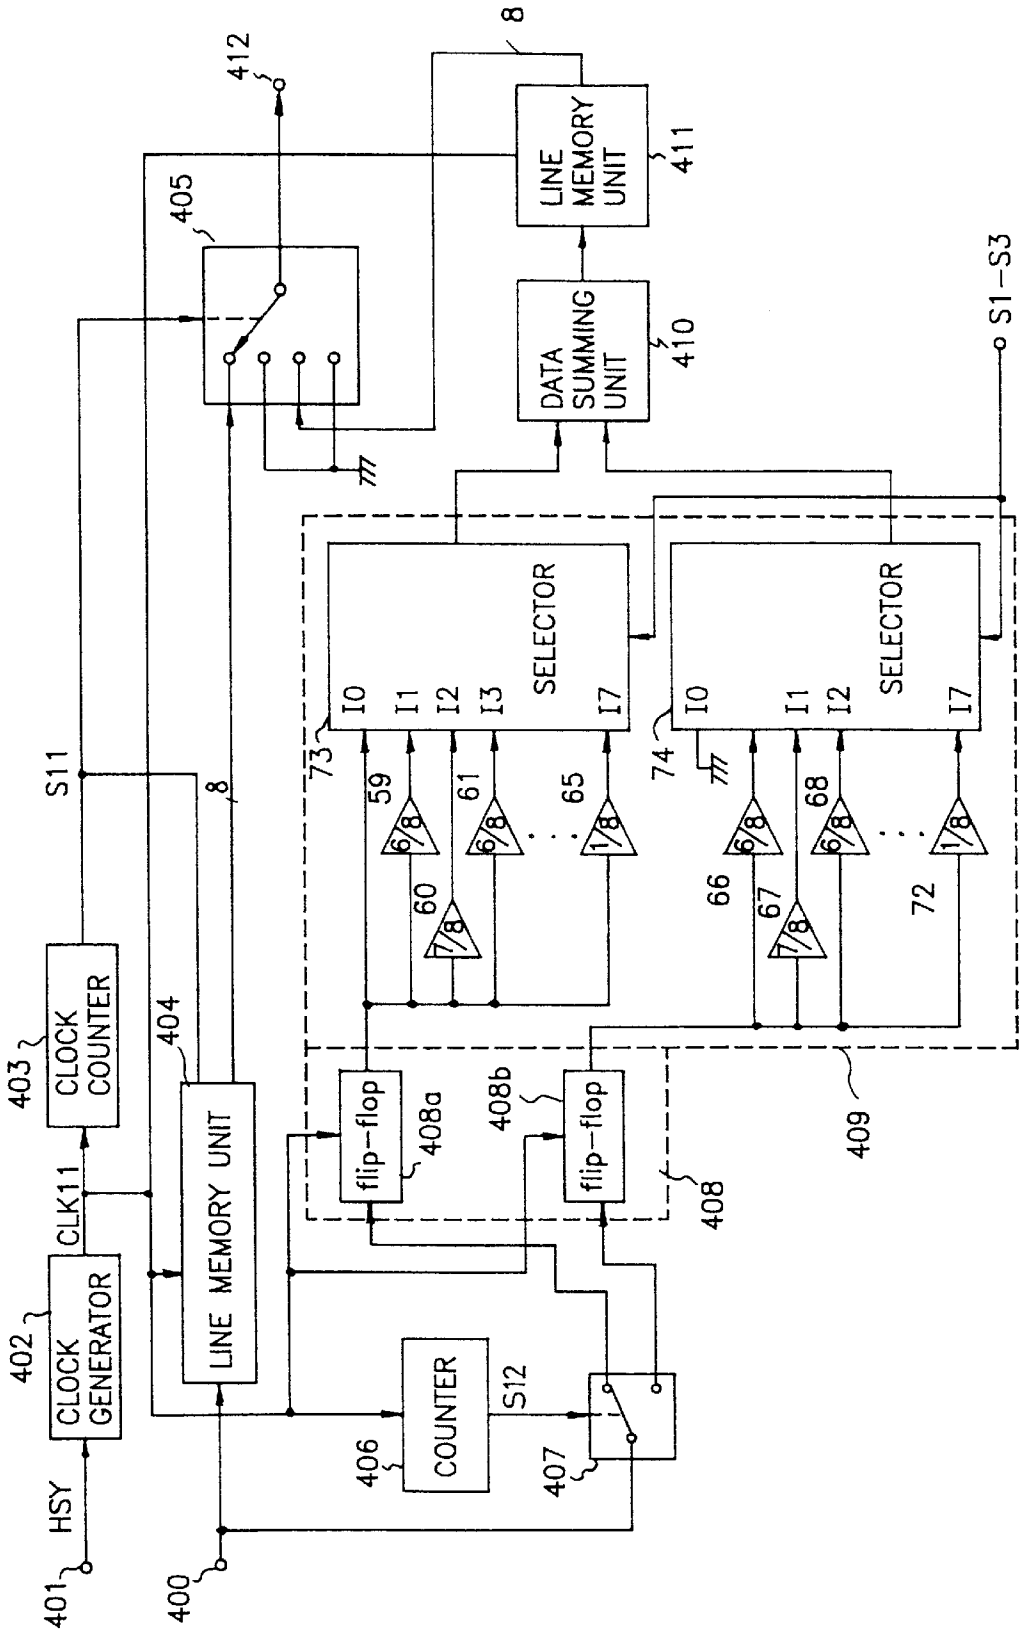 401
HSY
402
CLOCK
GENERATOR
CLK11
403
CLOCK
COUNTER
S11
405
412
400
LINE MEMORY UNIT
404
8
8
406
COUNTER
S12
407
flip-flop
408a
flip-flop
408b
408
409
59
6/8
60
7/8
61
6/8
. . .
65
1/8
73
I0
I1
I2
I3
I7
SELECTOR
66
6/8
67
7/8
68
6/8
. . .
72
1/8
74
I0
I1
I2
I7
SELECTOR
DATA
SUMMING
UNIT
410
LINE
MEMORY
UNIT
411
S1-S3